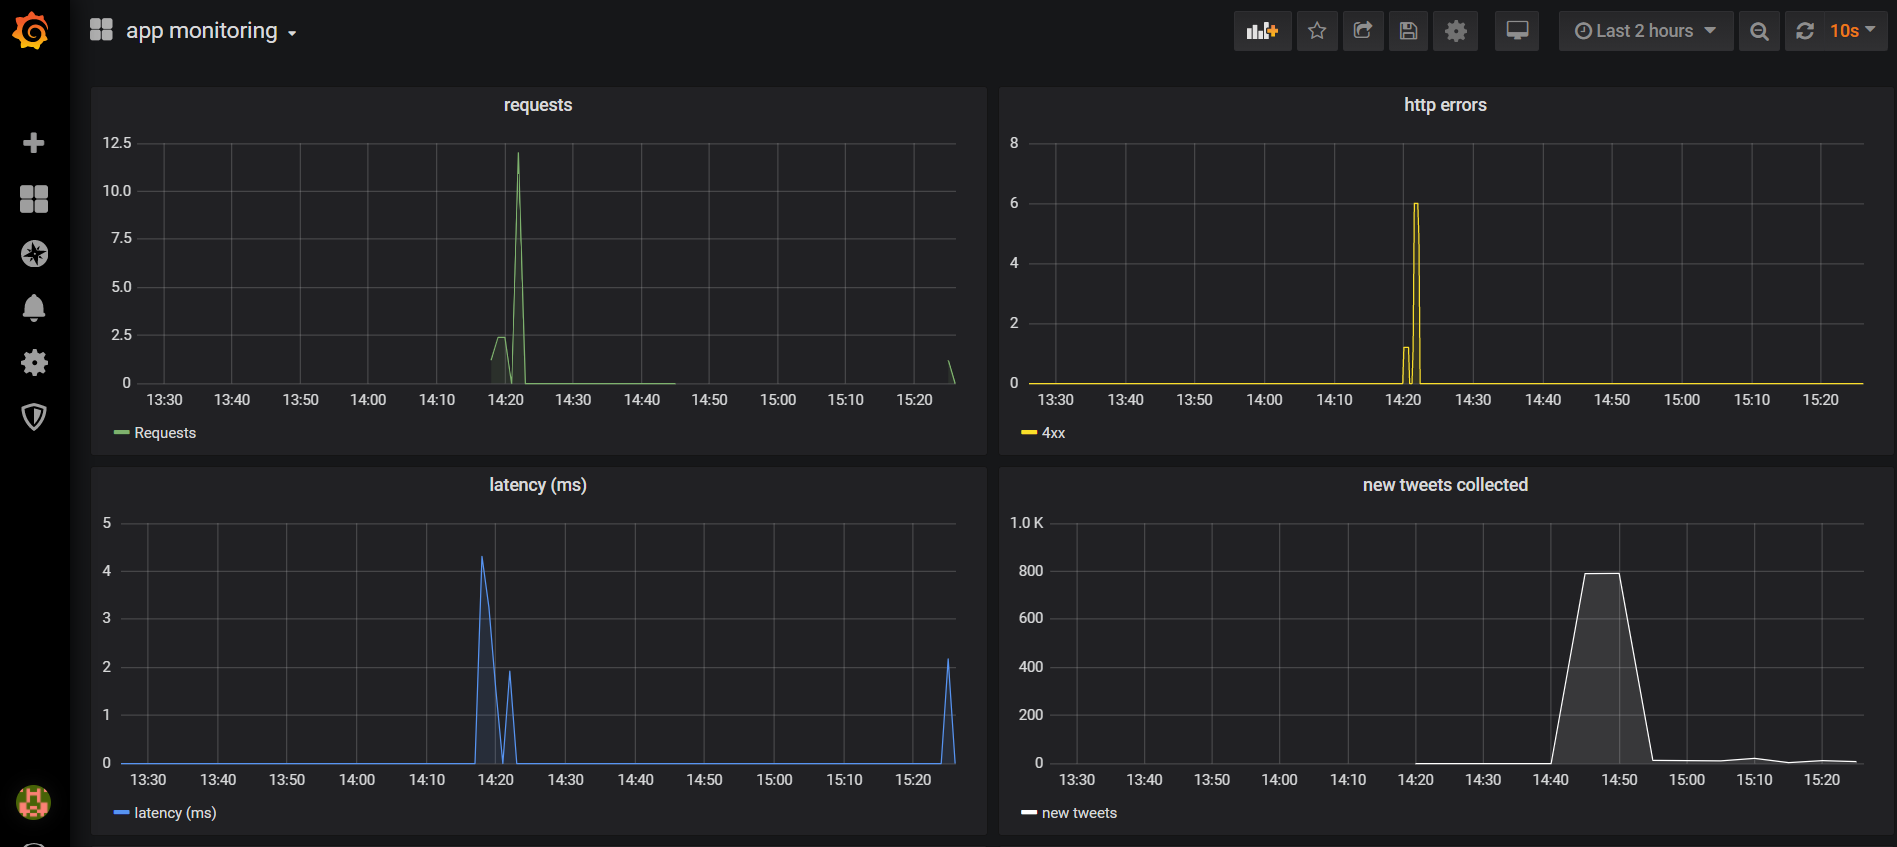 app monitoring
Last 2 hours
10s
requests
12.5
10.0
7.5
5.0
2.5
0
13:30 13:40 13:50 14:00 14:10 14:20 14:30 14:40 14:50 15:00 15:10 15:20
Requests
http errors
8
6
4
2
0
13:30 13:40 13:50 14:00 14:10 14:20 14:30 14:40 14:50 15:00 15:10 15:20
4xx
latency (ms)
5
4
3
2
1
0
13:30 13:40 13:50 14:00 14:10 14:20 14:30 14:40 14:50 15:00 15:10 15:20
latency (ms)
new tweets collected
1.0 K
800
600
400
200
0
13:30 13:40 13:50 14:00 14:10 14:20 14:30 14:40 14:50 15:00 15:10 15:20
new tweets